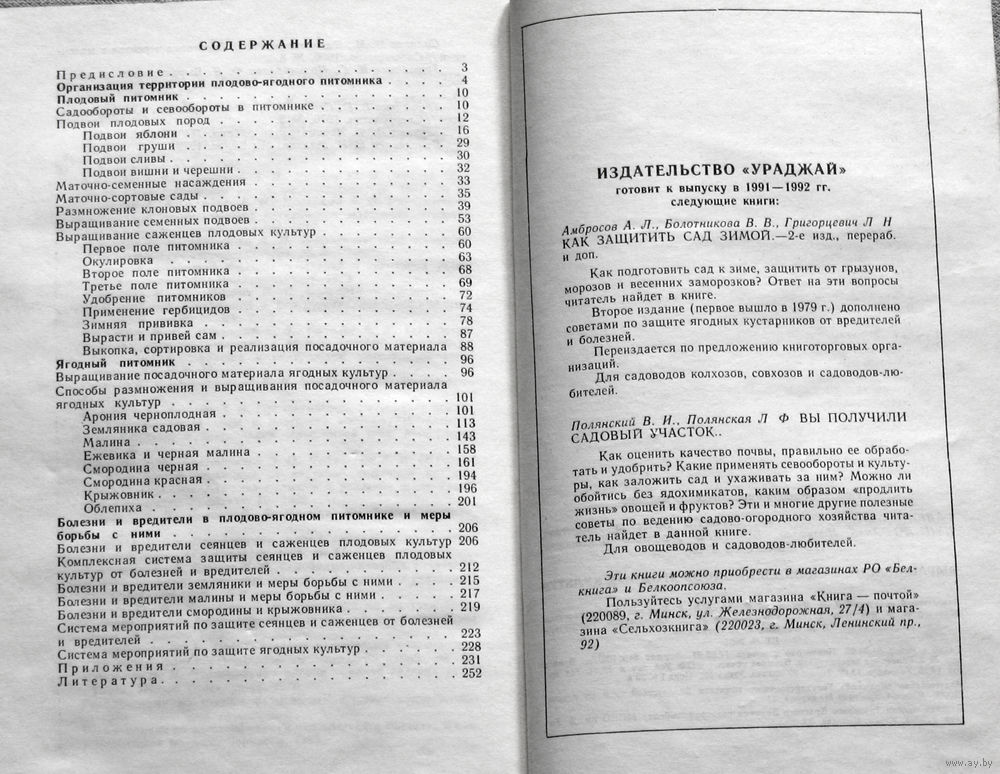 СОДЕРЖАНИЕ
Предисловие . . . . . . . . . . . . . . . . . 3
Организация территории плодово-ягодного питомника . . . . 4
Плодовый питомник . . . . . . . . . . . . . . . . 10
Садообороты и севообороты в питомнике . . . . . . . . 10
Подвои плодовых пород . . . . . . . . . . . . . . 12
Подвои яблони . . . . . . . . . . . . . . . . 16
Подвои груши . . . . . . . . . . . . . . . . 29
Подвои сливы . . . . . . . . . . . . . . . . 30
Подвои вишни и черешни . . . . . . . . . . . . 32
Маточно-семенные насаждения . . . . . . . . . . . . 33
Маточно-сортовые сады . . . . . . . . . . . . . . 35
Размножение клоновых подвоев . . . . . . . . . . . . 39
Выращивание семенных подвоев . . . . . . . . . . . . 53
Выращивание саженцев плодовых культур . . . . . . . . 60
Первое поле питомника . . . . . . . . . . . . 60
Окулировка . . . . . . . . . . . . . . . . 63
Второе поле питомника . . . . . . . . . . . . 68
Третье поле питомника . . . . . . . . . . . . 69
Удобрение питомников . . . . . . . . . . . . 72
Применение гербицидов . . . . . . . . . . . . 74
Зимняя прививка . . . . . . . . . . . . . . 78
Вырасти и привей сам . . . . . . . . . . . . . 87
Выкопка, сортировка и реализация посадочного материала 88
Ягодный питомник . . . . . . . . . . . . . . . . 96
Выращивание посадочного материала ягодных культур . . . . 96
Способы размножения и выращивания посадочного материала
ягодных культур . . . . . . . . . . . . . . . . 101
Арония черноплодная . . . . . . . . . . . . . 101
Земляника садовая . . . . . . . . . . . . . . 113
Малина . . . . . . . . . . . . . . . . . . 143
Ежевика и черная малина . . . . . . . . . . . 158
Смородина черная . . . . . . . . . . . . . . 161
Смородина красная . . . . . . . . . . . . . . 194
Крыжовник . . . . . . . . . . . . . . . . . 196
Облепиха . . . . . . . . . . . . . . . . . 201
Болезни и вредители в плодово-ягодном питомнике и меры
борьбы с ними . . . . . . . . . . . . . . . . 206
Болезни и вредители сеянцев и саженцев плодовых культур 206
Комплексная система защиты сеянцев и саженцев плодовых
культур от болезней и вредителей . . . . . . . . . . 212
Болезни и вредители земляники и меры борьбы с ними . . . 215
Болезни и вредители малины и меры борьбы с ними . . . . 217
Болезни и вредители смородины и крыжовника . . . . . . 219
Система мероприятий по защите сеянцев и саженцев от болезней
и вредителей . . . . . . . . . . . . . . . . . 223
Система мероприятий по защите ягодных культур . . . . . . 228
Приложения . . . . . . . . . . . . . . . . . 231
Литература . . . . . . . . . . . . . . . . . 252
ИЗДАТЕЛЬСТВО «УРАДЖАЙ»
готовит к выпуску в 1991—1992 гг.
следующие книги:
Амбросов А. Л., Болотникова В. В., Григорцевич Л Н
КАК ЗАЩИТИТЬ САД ЗИМОЙ.—2-е изд., перераб.
и доп.
Как подготовить сад к зиме, защитить от грызунов,
морозов и весенних заморозков? Ответ на эти вопросы
читатель найдет в книге.
Второе издание (первое вышло в 1979 г.) дополнено
советами по защите ягодных кустарников от вредителей
и болезней.
Переиздается по предложению книготорговых орга-
низаций.
Для садоводов колхозов, совхозов и садоводов-лю-
бителей.
Полянский В. И., Полянская Л Ф ВЫ ПОЛУЧИЛИ
САДОВЫЙ УЧАСТОК..
Как оценить качество почвы, правильно ее обрабо-
тать и удобрить? Какие применять севообороты и культу-
ры, как заложить сад и ухаживать за ним? Можно ли
обойтись без ядохимикатов, каким образом «продлить
жизнь» овощей и фруктов? Эти и многие другие полезные
советы по ведению садово-огородного хозяйства чита-
тель найдет в данной книге.
Для овощеводов и садоводов-любителей.
Эти книги можно приобрести в магазинах РО «Бел-
книга» и Белкоопсоюза.
Пользуйтесь услугами магазина «Книга — почтой»
(220089, г. Минск, ул. Железнодорожная, 27/4) и мага-
зина «Сельхозкнига» (220023, г. Минск, Ленинский пр.,
92)
www.ay.by